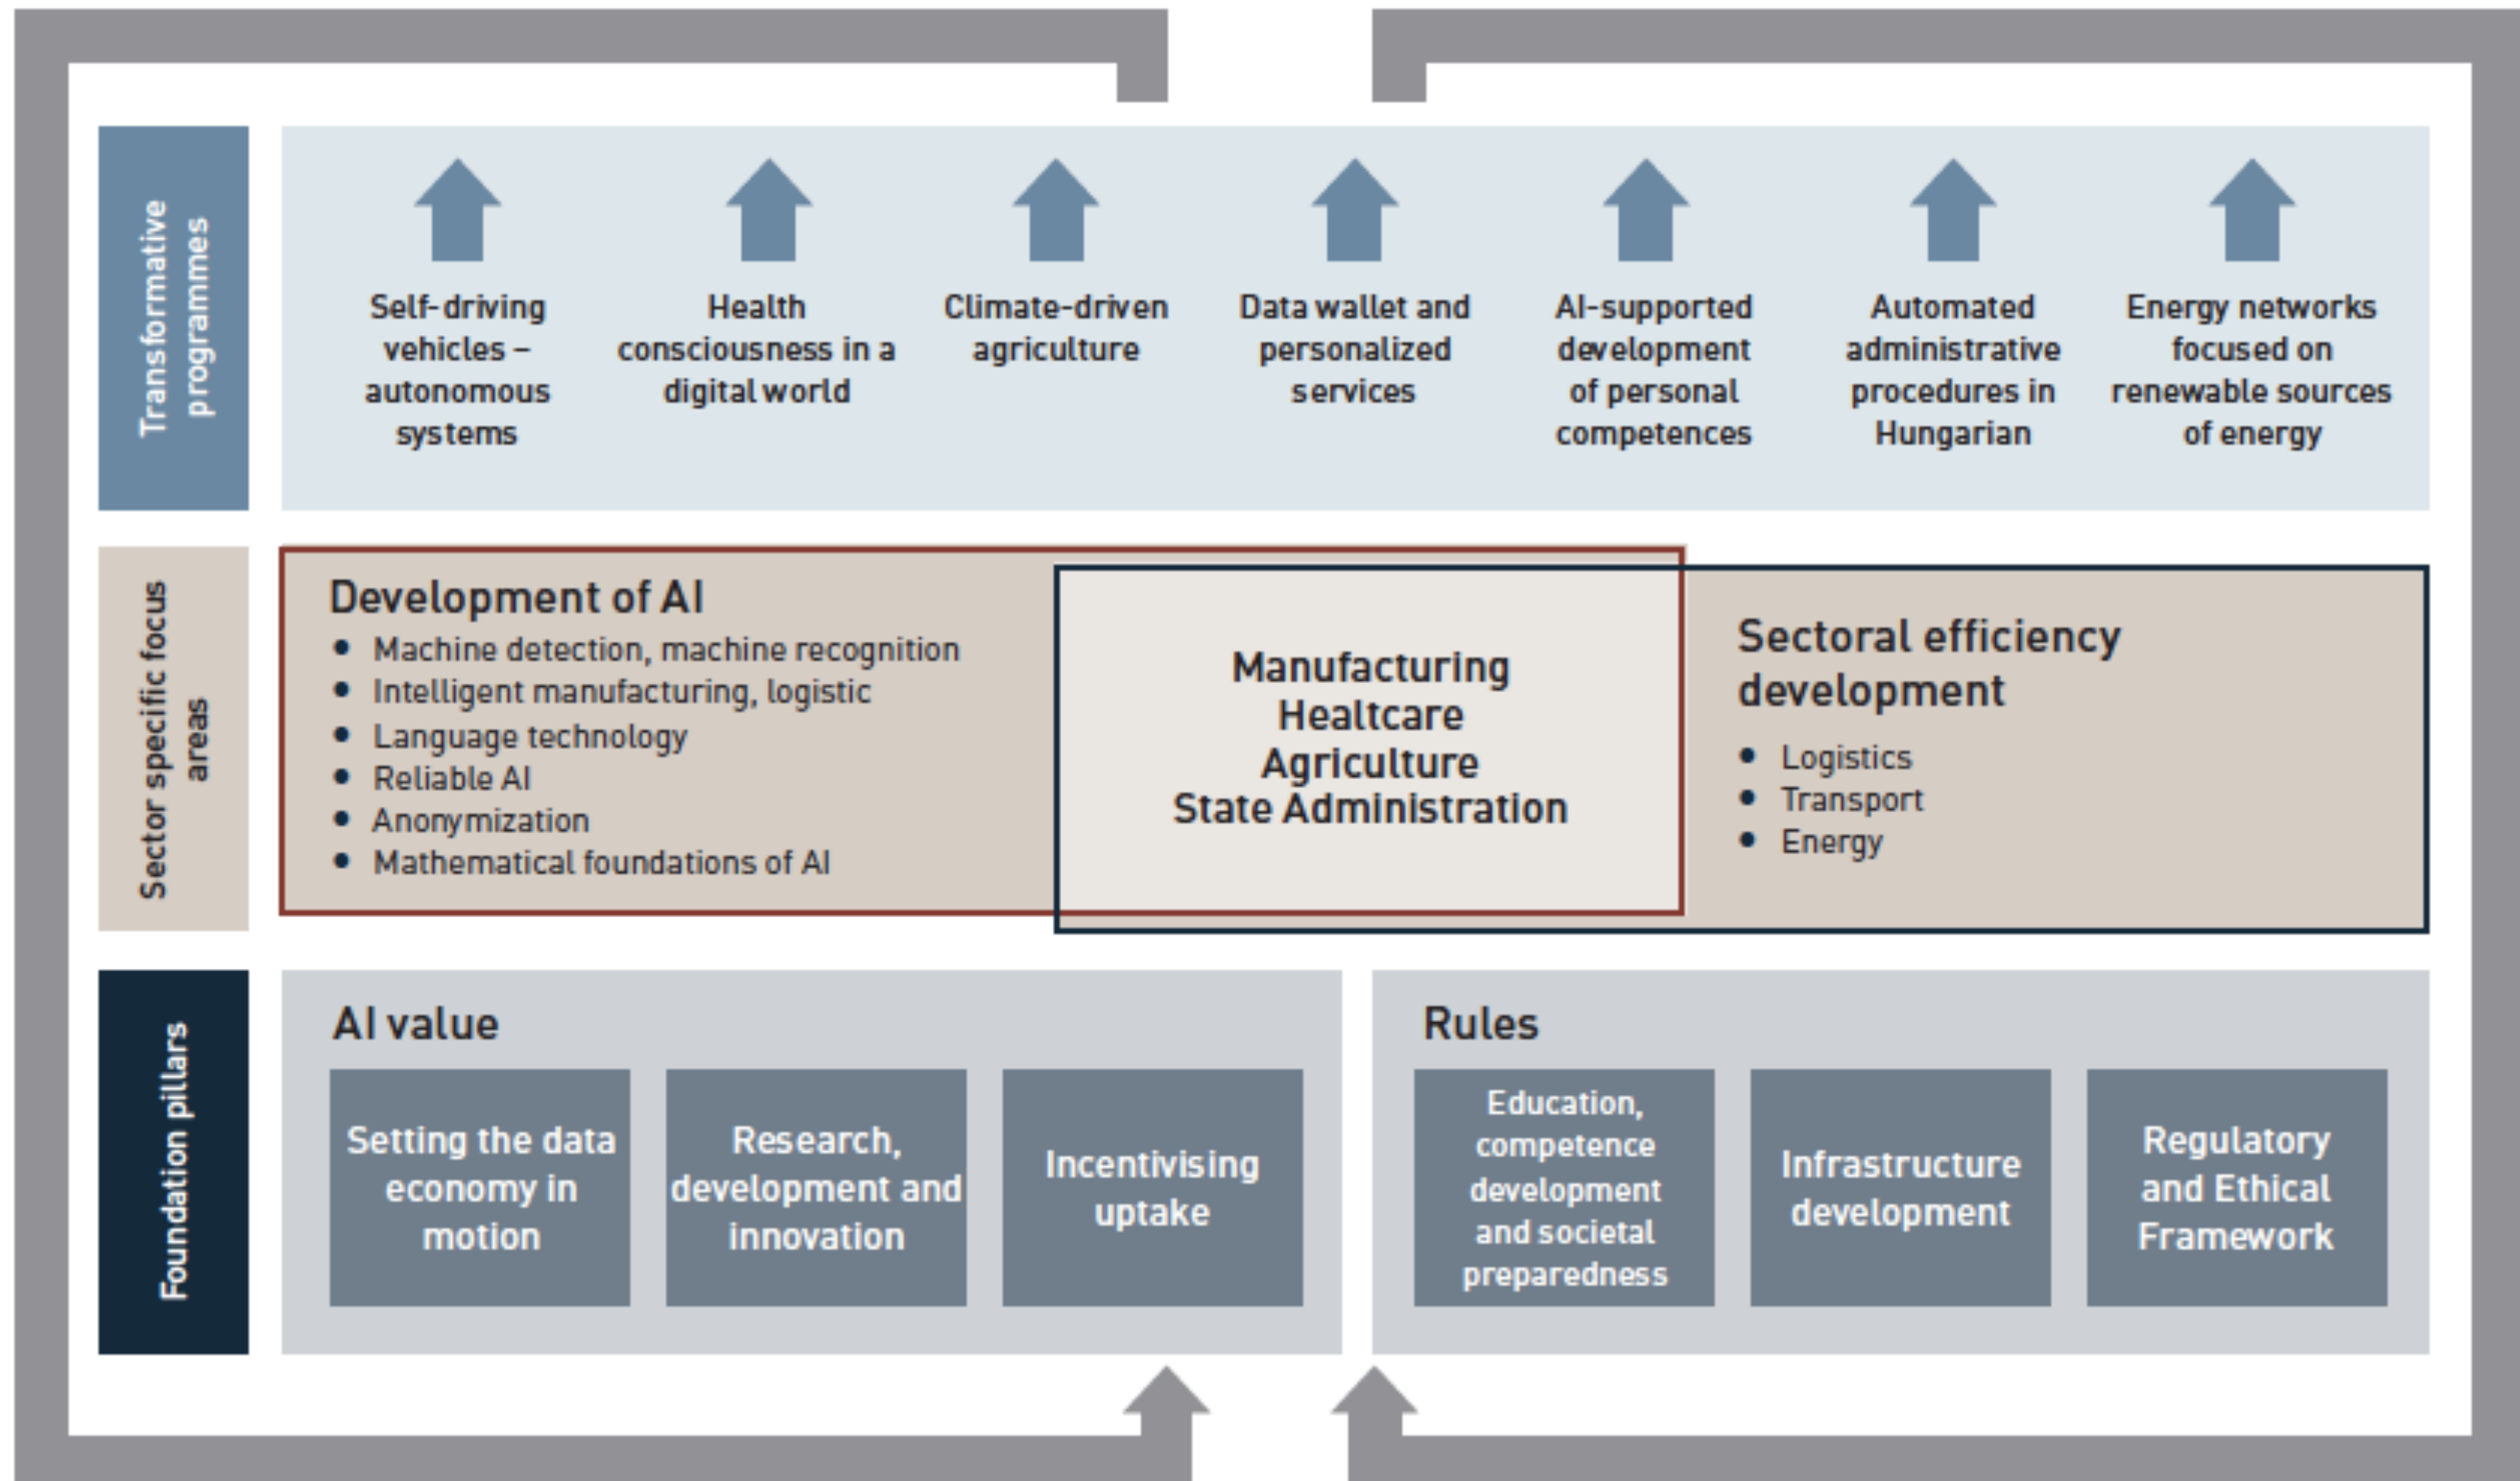 Transformative
programmes
Self-driving
vehicles –
autonomous
systems
Health
consciousness in a
digital world
Climate-driven
agriculture
Data wallet and
personalized
services
AI-supported
development
of personal
competences
Automated
administrative
procedures in
Hungarian
Energy networks
focused on
renewable sources
of energy
Sector specific focus
areas
Development of AI
• Machine detection, machine recognition
• Intelligent manufacturing, logistic
• Language technology
• Reliable AI
• Anonymization
• Mathematical foundations of AI
Manufacturing
Healtcare
Agriculture
State Administration
Sectoral efficiency
development
• Logistics
• Transport
• Energy
Foundation pillars
AI value
Setting the data
economy in
motion
Research,
development and
innovation
Incentivising
uptake
Rules
Education,
competence
development
and societal
preparedness
Infrastructure
development
Regulatory
and Ethical
Framework